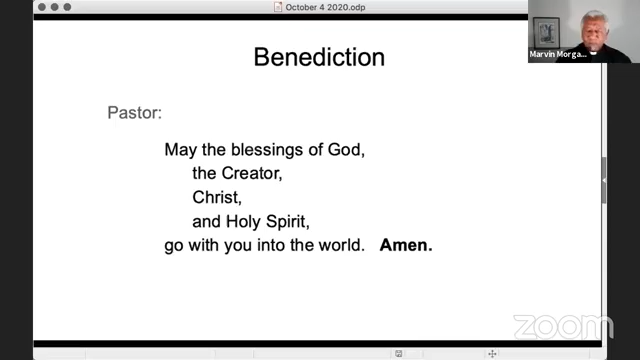 October 4 2020.odp
Marvin Morga...
Benediction
Pastor:
May the blessings of God,
the Creator,
Christ,
and Holy Spirit,
go with you into the world. Amen.
zoom